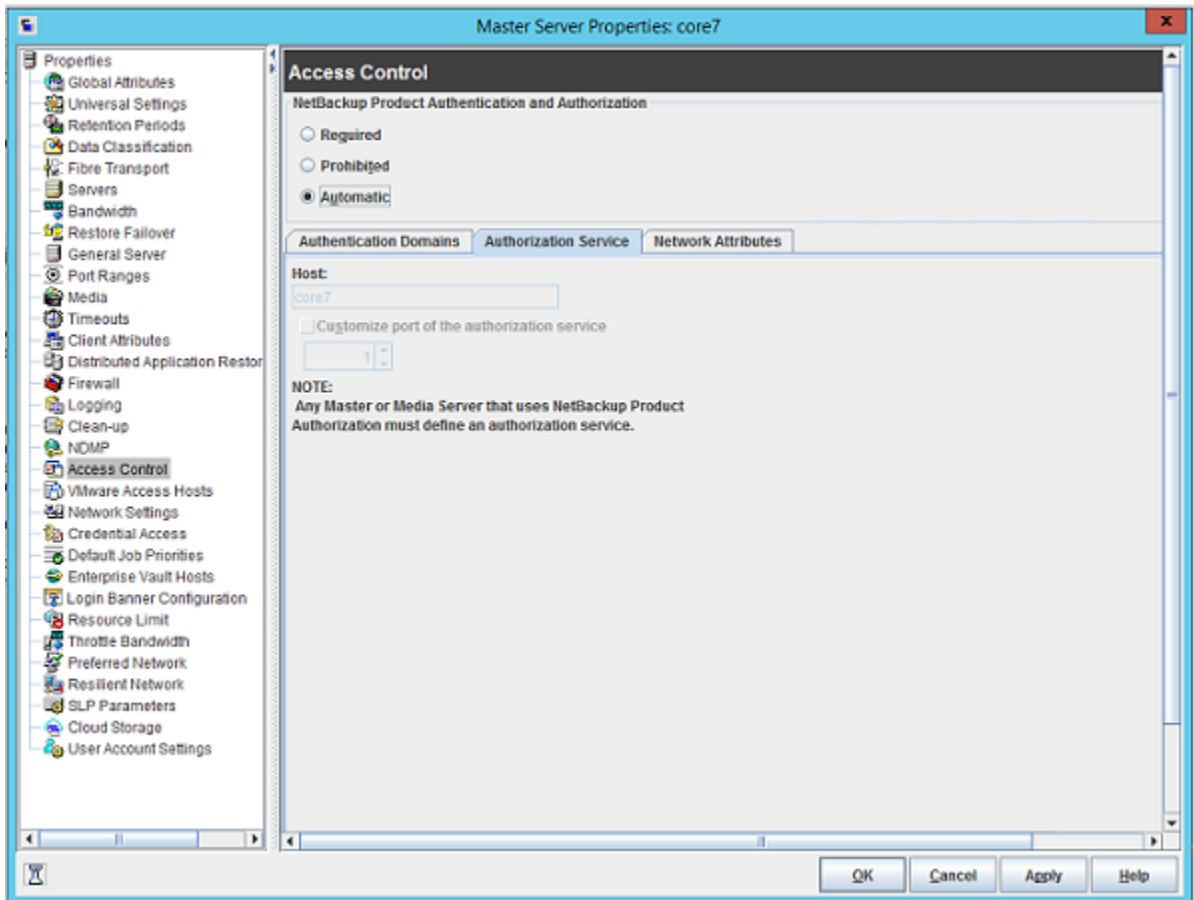 Master Server Properties: core7
x
Properties
Global Attributes
Universal Settings
Retention Periods
Data Classification
Fibre Transport
Servers
Bandwidth
Restore Failover
General Server
Port Ranges
Media
Timeouts
Client Attributes
Distributed Application Restor
Firewall
Logging
Clean-up
NDMP
Access Control
VMware Access Hosts
Network Settings
Credential Access
Default Job Priorities
Enterprise Vault Hosts
Login Banner Configuration
Resource Limit
Throttle Bandwidth
Preferred Network
Resilient Network
SLP Parameters
Cloud Storage
User Account Settings
Access Control
NetBackup Product Authentication and Authorization
Required
Prohibited
Automatic
Authentication Domains Authorization Service Network Attributes
Host:
core7
Customize port of the authorization service
1
NOTE:
Any Master or Media Server that uses NetBackup Product
Authorization must define an authorization service.
OK Cancel Apply Help